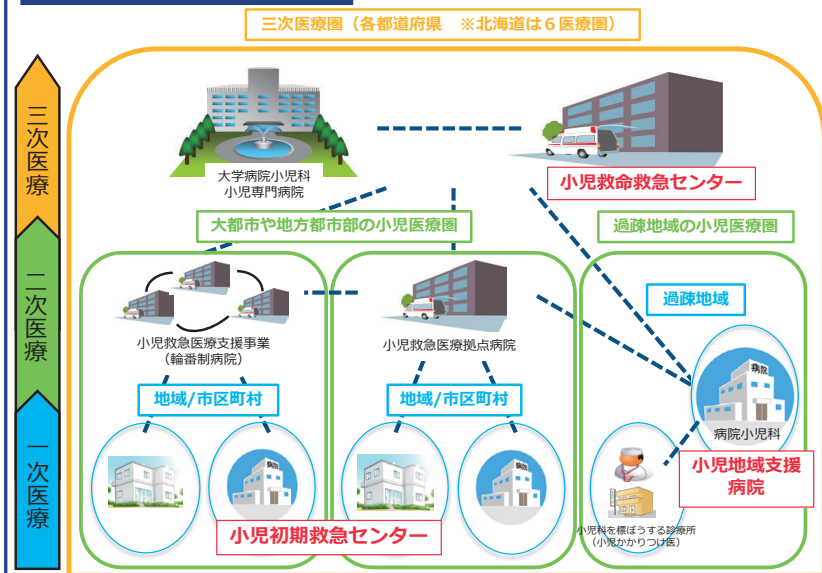 三次医療圏（各都道府県　※北海道は６医療圏）
三次医療
大学病院小児科
小児専門病院
小児救命救急センター
大都市や地方都市部の小児医療圏
過疎地域の小児医療圏
二次医療
過疎地域
小児救急医療支援事業
（輪番制病院）
小児救急医療拠点病院
地域/市区町村
地域/市区町村
病院
病院小児科
一次医療
病院
病院
小児地域支援
病院
小児初期救急センター
小児科を標ぼうする診療所
（小児かかりつけ医）